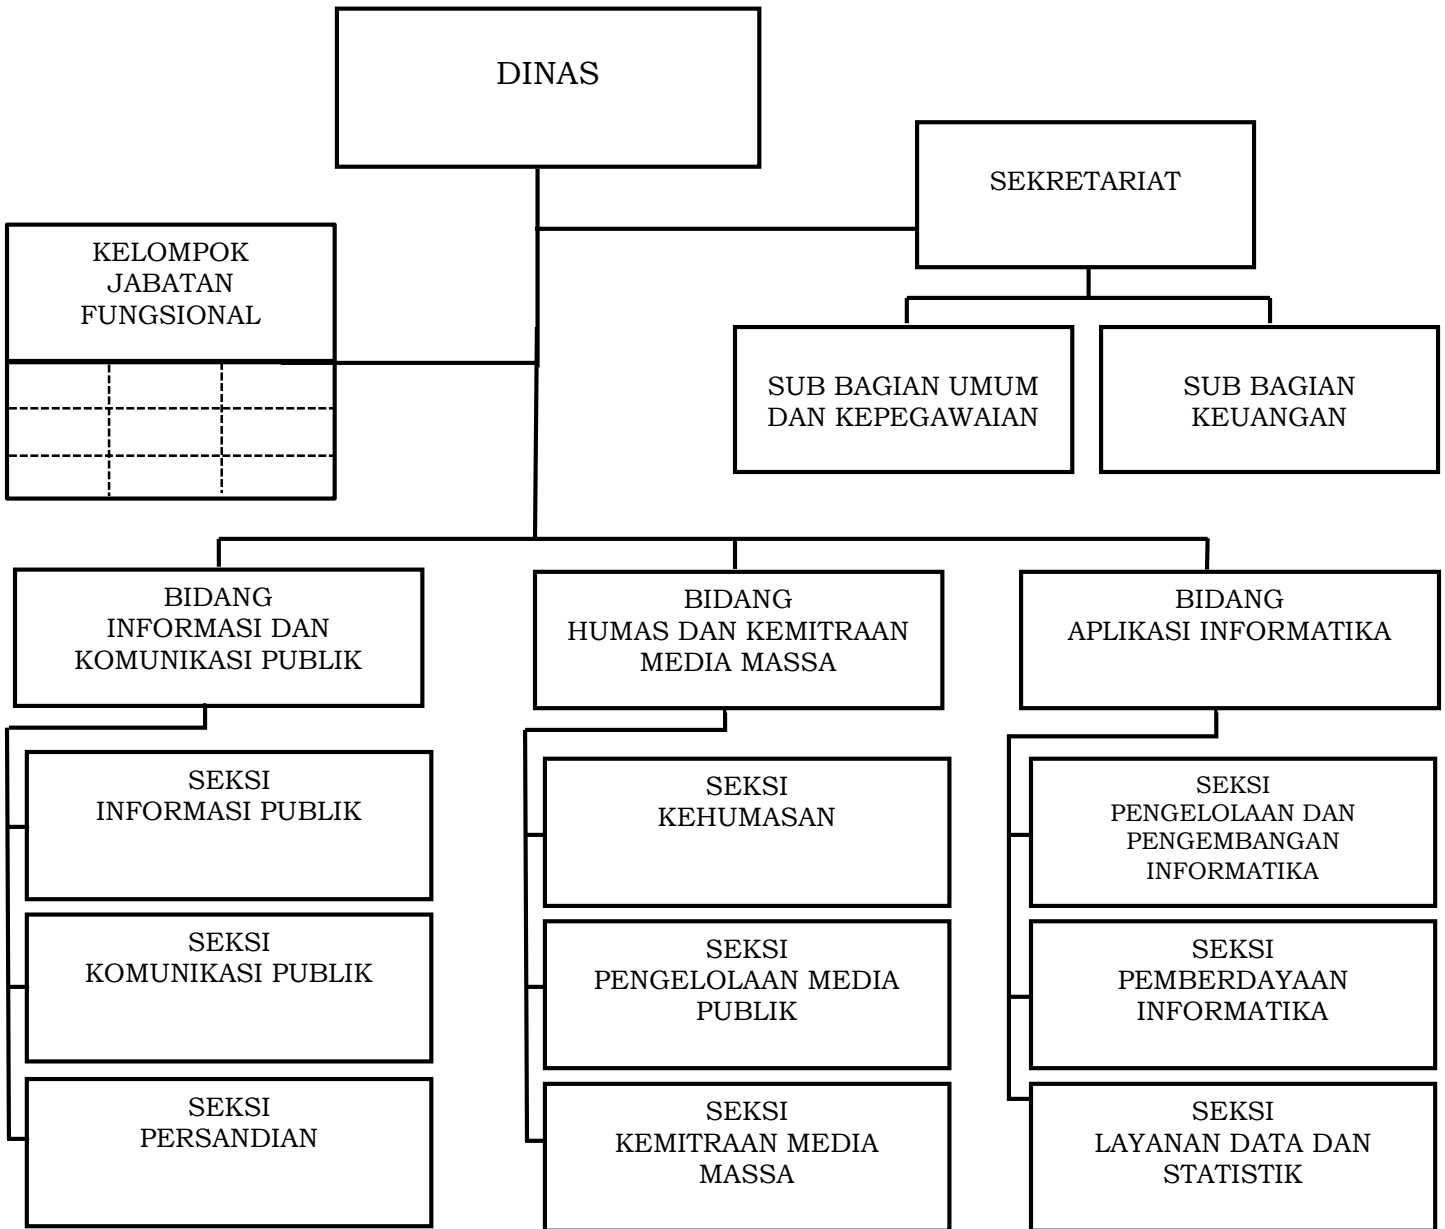 DINAS
SEKRETARIAT
KELOMPOK
JABATAN
FUNGSIONAL
SUB BAGIAN UMUM
DAN KEPEGAWAIAN
SUB BAGIAN
KEUANGAN
BIDANG
INFORMASI DAN
KOMUNIKASI PUBLIK
BIDANG
HUMAS DAN KEMITRAAN
MEDIA MASSA
BIDANG
APLIKASI INFORMATIKA
SEKSI
INFORMASI PUBLIK
SEKSI
KOMUNIKASI PUBLIK
SEKSI
PERSANDIAN
SEKSI
KEHUMASAN
SEKSI
PENGELOLAAN MEDIA
PUBLIK
SEKSI
KEMITRAAN MEDIA
MASSA
SEKSI
PENGELOLAAN DAN
PENGEMBANGAN
INFORMATIKA
SEKSI
PEMBERDAYAAN
INFORMATIKA
SEKSI
LAYANAN DATA DAN
STATISTIK